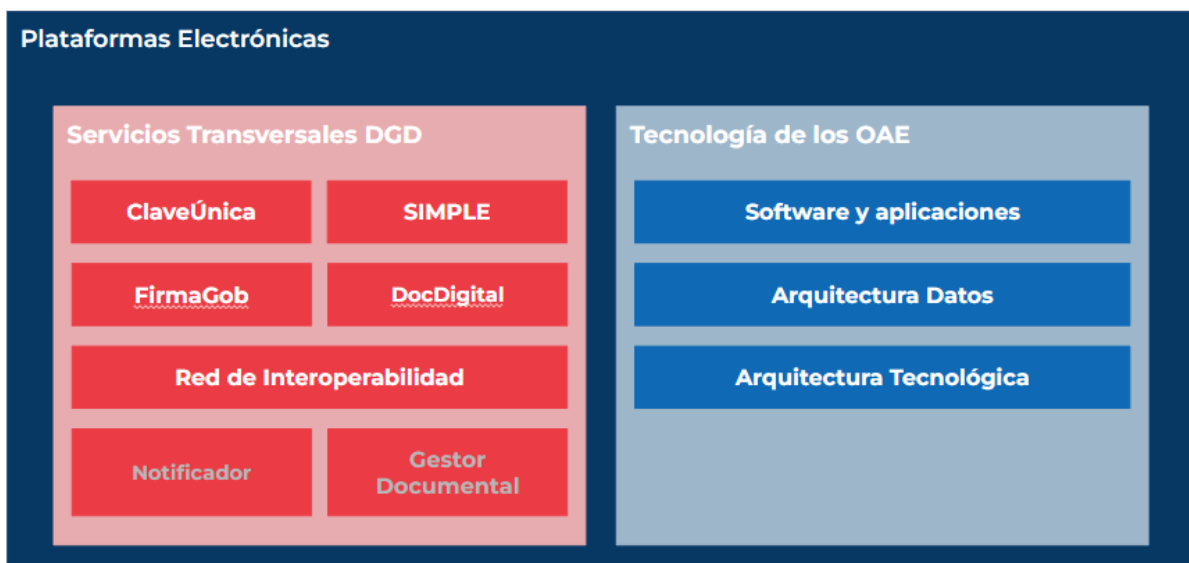 Plataformas Electrónicas
Servicios Transversales DGD
ClaveÚnica
SIMPLE
FirmaGob
DocDigital
Red de Interoperabilidad
Notificador
Gestor
Documental
Tecnología de los OAE
Software y aplicaciones
Arquitectura Datos
Arquitectura Tecnológica